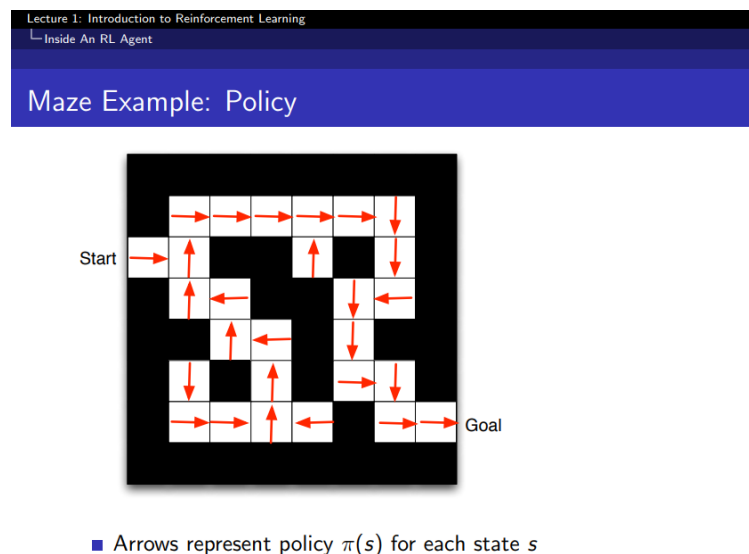 Lecture 1: Introduction to Reinforcement Learning
Inside An RL Agent
Maze Example: Policy
Start
Goal
Arrows represent policy π(s) for each state s